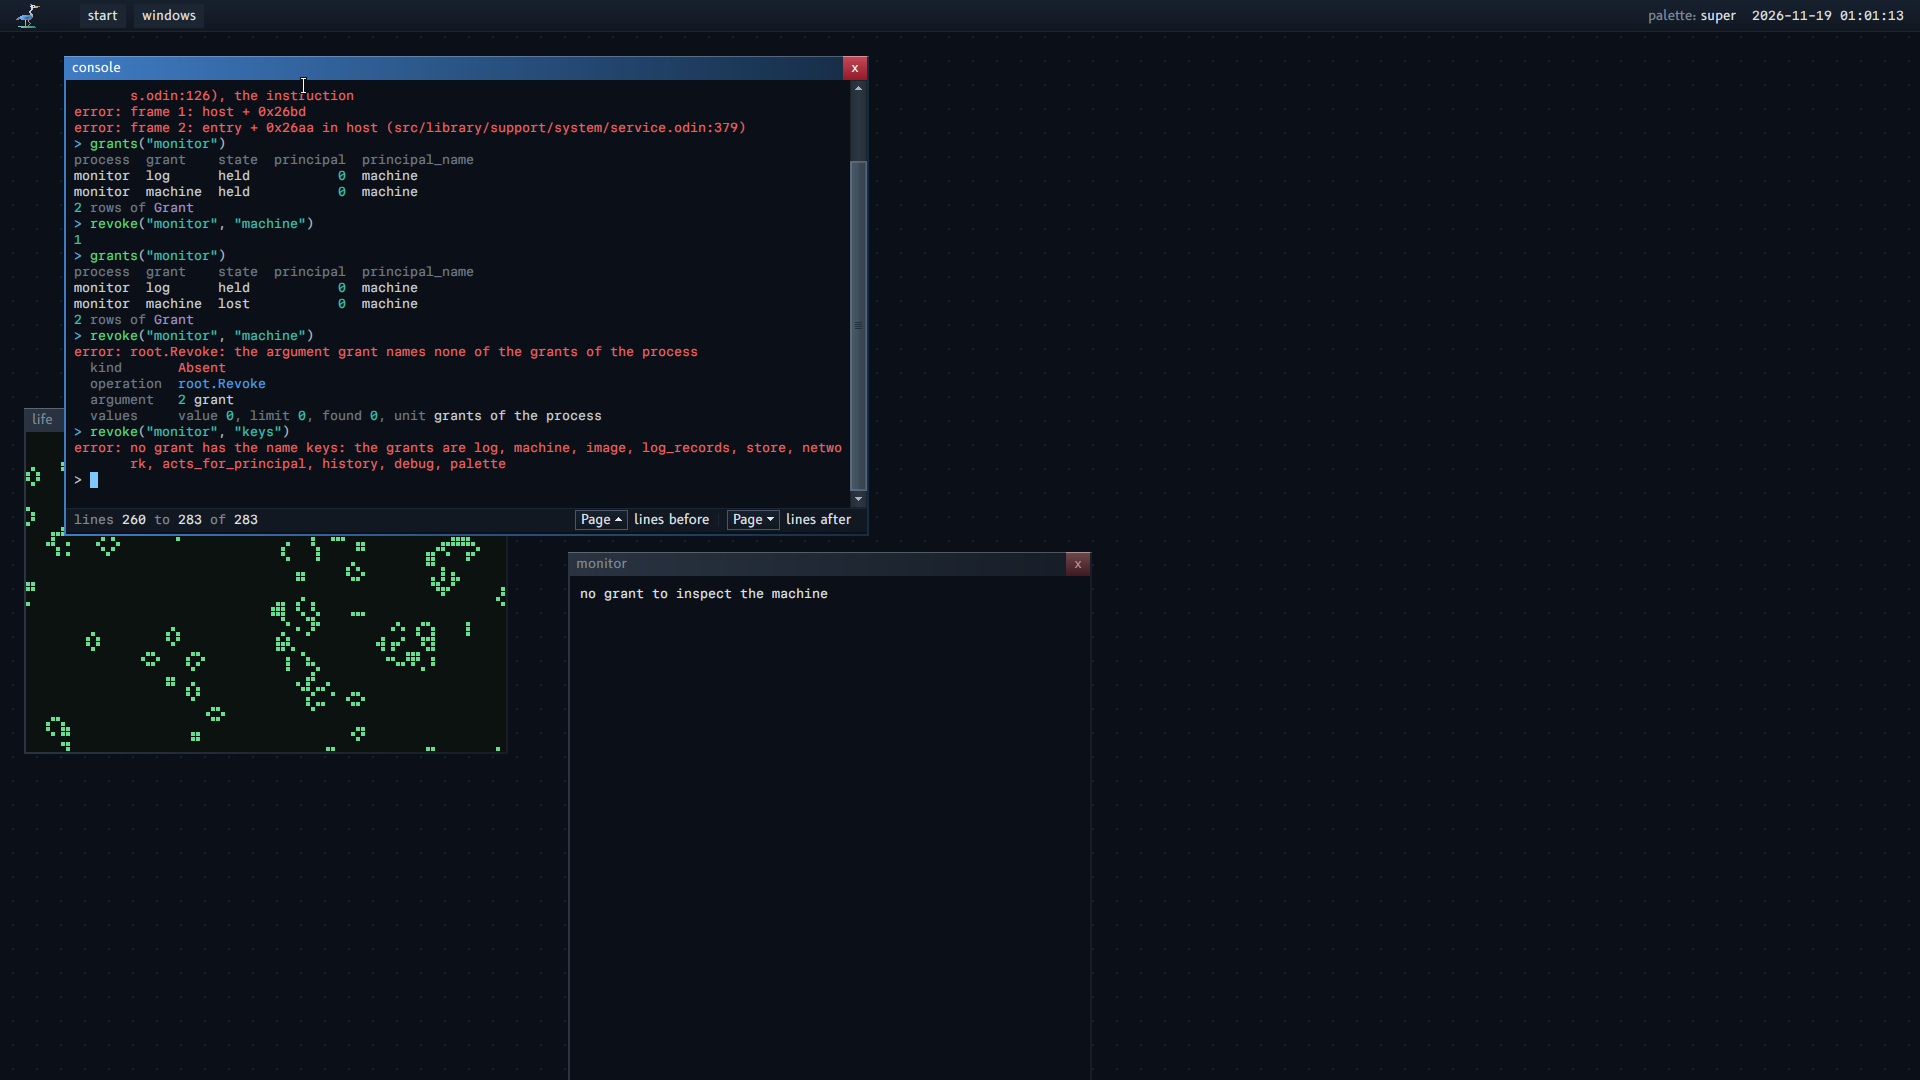 start windows palette: super 2026-11-19 01:01:13
console x
s.odin:126), the instruction
error: frame 1: host + 0x26bd
error: frame 2: entry + 0x26aa in host (src/library/support/system/service.odin:379)
> grants("monitor")
process grant state principal principal_name
monitor log held 0 machine
monitor machine held 0 machine
2 rows of Grant
> revoke("monitor", "machine")
1
> grants("monitor")
process grant state principal principal_name
monitor log held 0 machine
monitor machine lost 0 machine
2 rows of Grant
> revoke("monitor", "machine")
error: root.Revoke: the argument grant names none of the grants of the process
kind Absent
operation root.Revoke
argument 2 grant
values value 0, limit 0, found 0, unit grants of the process
> revoke("monitor", "keys")
error: no grant has the name keys: the grants are log, machine, image, log_records, store, netwo
rk, acts_for_principal, history, debug, palette
>
lines 260 to 283 of 283 Page lines before Page lines after
life
monitor x
no grant to inspect the machine